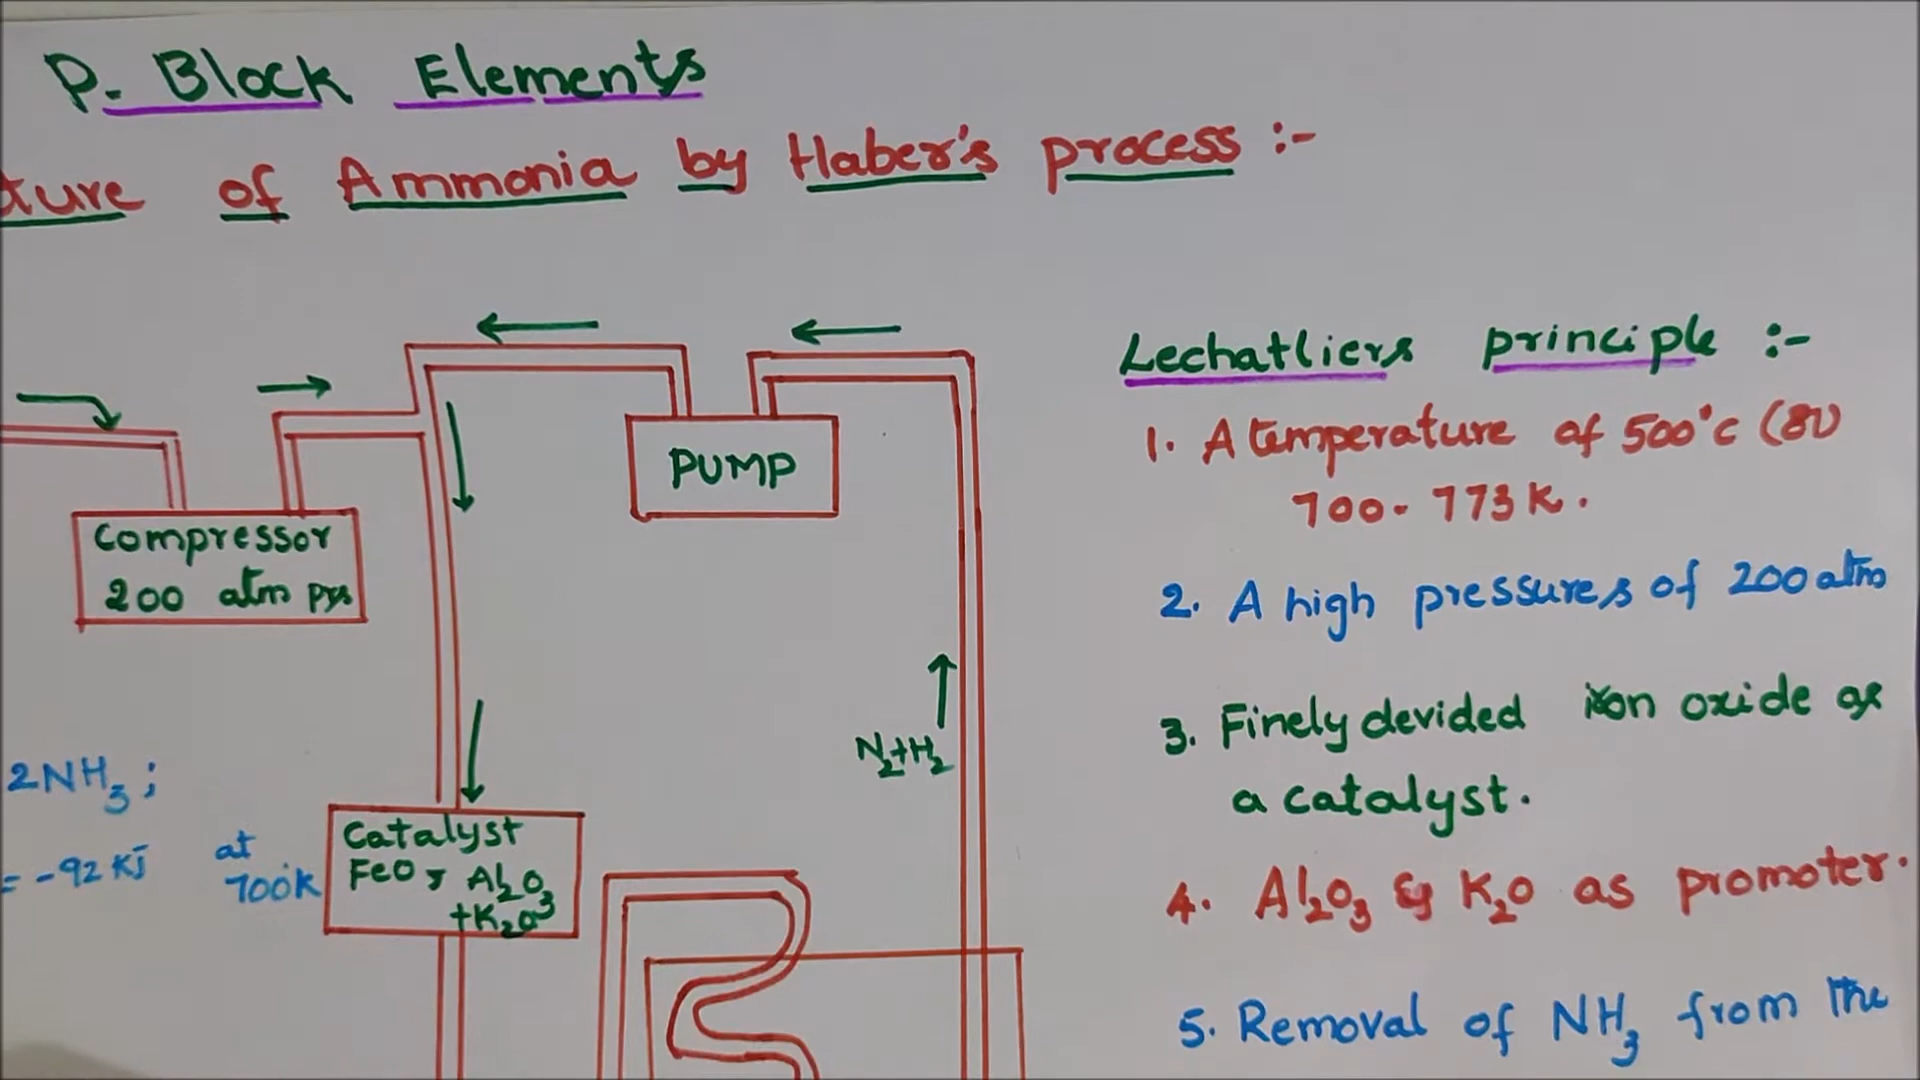 P. Block Elements
ture of Ammonia by Haber's process :-
Compressor
200 atm prs
PUMP
N₂+H₂
2NH₃ ;
= -92 KJ at
700k
Catalyst
FeO, Al₂O₃
+K₂O
Lechatliers principle :-
1. A temperature of 500°c (or)
700- 773K.
2. A high pressures of 200 atm
3. Finely devided iron oxide as
a catalyst.
4. Al₂O₃ & K₂O as promoter.
5. Removal of NH₃ from the